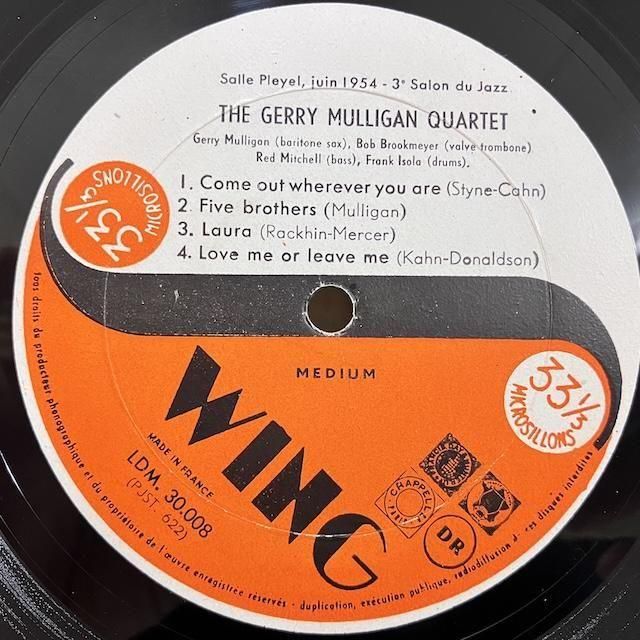 Salle Pleyel, juin 1954 - 3e Salon du Jazz
THE GERRY MULLIGAN QUARTET
Gerry Mulligan (baritone sax), Bob Brookmeyer (valve trombone)
Red Mitchell (bass), Frank Isola (drums).
1. Come out wherever you are (Styne-Cahn)
2. Five brothers (Mulligan)
3. Laura (Rackhin-Mercer)
4. Love me or leave me (Kahn-Donaldson)
33 1/3
MICROSILLONS
MEDIUM
33 1/3
MICROSILLONS
WING
MADE IN FRANCE
LDM. 30.008
(PJST. 622)
CHAPPELL
DR
Tous droits du producteur phonographique et du propriétaire de l'œuvre enregistrée réservés - duplication, exécution publique, radiodiffusion des disques interdites